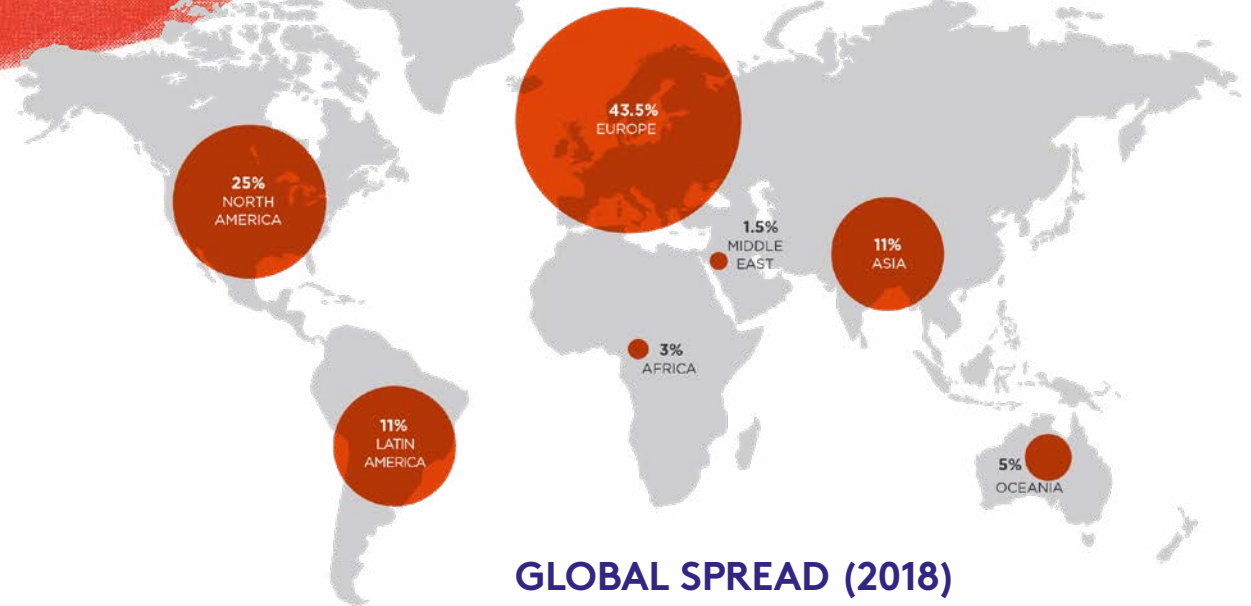 43.5%
EUROPE
25%
NORTH
AMERICA
1.5%
MIDDLE
EAST
11%
ASIA
3%
AFRICA
11%
LATIN
AMERICA
5%
OCEANIA
GLOBAL SPREAD (2018)